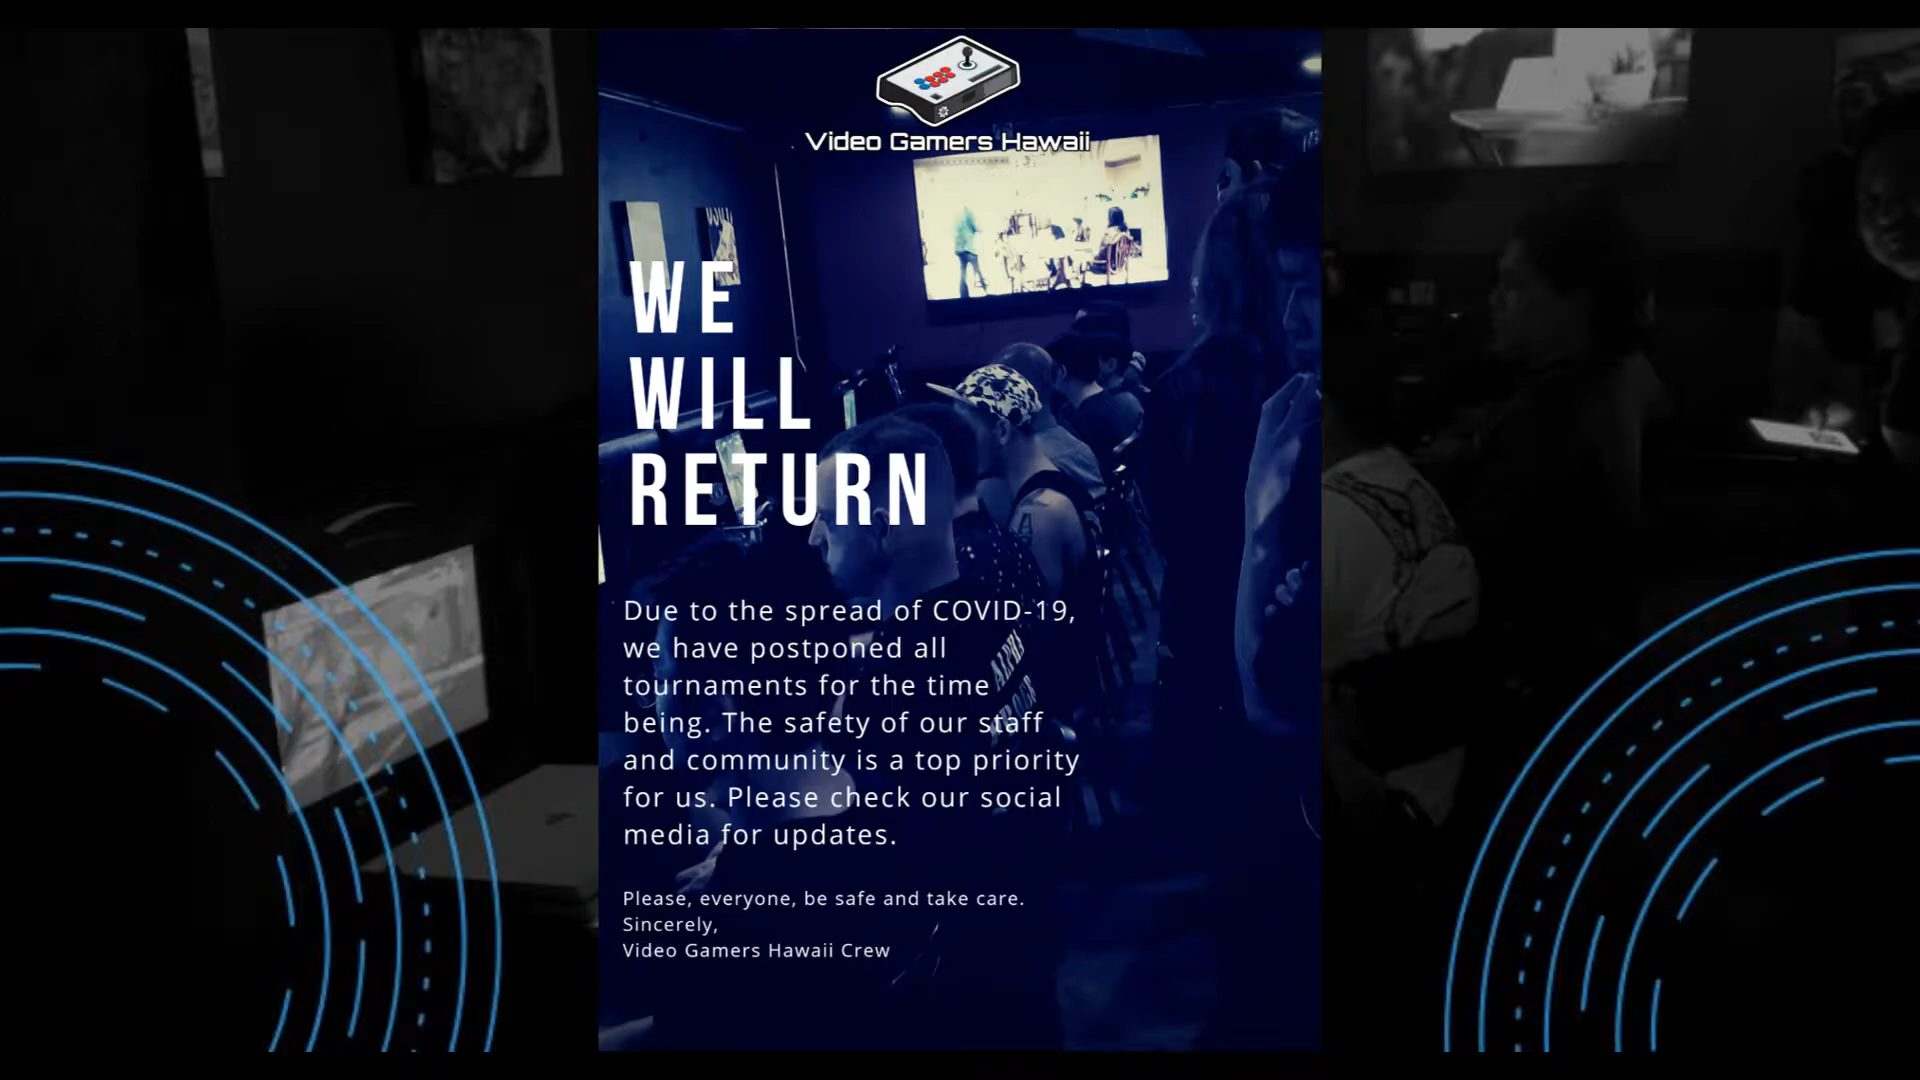 Video Gamers Hawaii
WE
WILL
RETURN
Due to the spread of COVID-19,
we have postponed all
tournaments for the time
being. The safety of our staff
and community is a top priority
for us. Please check our social
media for updates.
Please, everyone, be safe and take care.
Sincerely,
Video Gamers Hawaii Crew